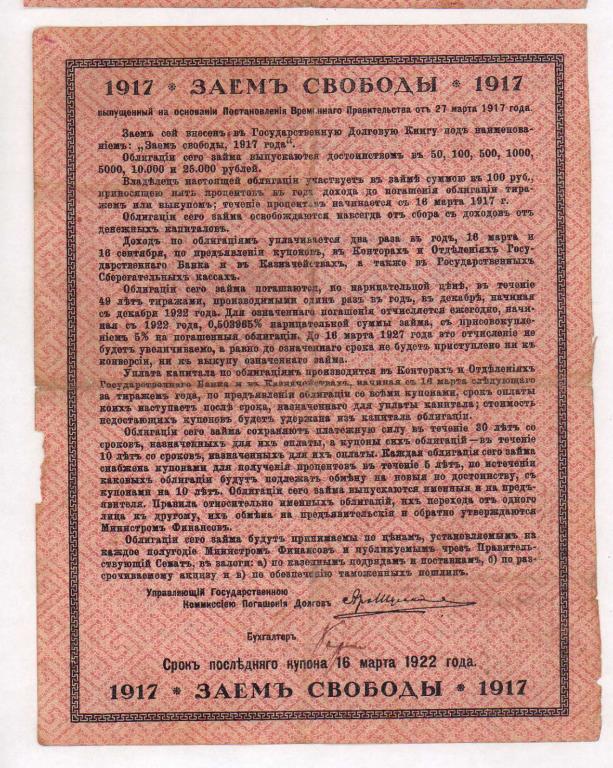 1917 * ЗАЕМЪ СВОБОДЫ * 1917
выпущенный на основаніи Постановленія Временнаго Правительства отъ 27 марта 1917 года.
Заемъ сей внесенъ въ Государственную Долговую Книгу подъ наименова-
ніемъ: „Заемъ свободы, 1917 года".
Облигаціи сего займа выпускаются достоинствомъ въ 50, 100, 500, 1000,
5000, 10.000 и 25.000 рублей.
Владѣлецъ настоящей облигаціи участвуетъ въ займѣ суммою въ 100 руб.,
приносящею пять процентовъ въ годъ дохода до погашенія облигаціи тира-
жемъ или выкупомъ; теченіе процентовъ начинается съ 16 марта 1917 г.
Облигаціи сего займа освобождаются навсегда отъ сбора съ доходовъ отъ
денежныхъ капиталовъ.
Доходъ по облигаціямъ уплачивается два раза въ годъ, 16 марта и
16 сентября, по предъявленіи купоновъ, въ Конторахъ и Отдѣленіяхъ Госу-
дарственнаго Банка и въ Казначействахъ, а также въ Государственныхъ
Сберегательныхъ кассахъ.
Облигаціи сего займа погашаются, по нарицательной цѣнѣ, въ теченіе
49 лѣтъ тиражами, производимыми одинъ разъ въ годъ, въ декабрѣ, начиная
съ декабря 1922 года. Для означеннаго погашенія отчисляется ежегодно, начи-
ная съ 1922 года, 0,503965% нарицательной суммы займа, съ присовокупле-
ніемъ 5% на погашенныя облигаціи. До 16 марта 1927 года это отчисленіе не
будетъ увеличиваемо, а равно до означеннаго срока не будетъ приступлено ни къ
конверсіи, ни къ выкупу означеннаго займа.
Уплата капитала по облигаціямъ производится въ Конторахъ и Отдѣленіяхъ
Государственнаго Банка и въ Казначействахъ, начиная съ 16 марта слѣдующаго
за тиражемъ года, по предъявленіи облигаціи со всѣми купонами, срокъ оплаты
коихъ наступаетъ послѣ срока, назначеннаго для уплаты капитала; стоимость
недостающихъ купоновъ будетъ удержана изъ капитала облигаціи.
Облигаціи сего займа сохраняютъ платежную силу въ теченіе 30 лѣтъ со
сроковъ, назначенныхъ для ихъ оплаты, а купоны сихъ облигацій—въ теченіе
10 лѣтъ со сроковъ, назначенныхъ для ихъ оплаты. Каждая облигація сего займа
снабжена купонами для полученія процентовъ въ теченіе 5 лѣтъ, по истеченіи
каковыхъ облигаціи будутъ подлежать обмѣну на новыя по достоинству, съ
купонами на 10 лѣтъ. Облигаціи сего займа выпускаются именныя и на предъ-
явителя. Правила относительно именныхъ облигацій, ихъ перехода отъ одного
лица къ другому, ихъ обмѣна на предъявительскія и обратно утверждаются
Министромъ Финансовъ.
Облигаціи сего займа будутъ принимаемы по цѣнамъ, установляемымъ на
каждое полугодіе Министромъ Финансовъ и публикуемымъ чрезъ Правитель-
ствующій Сенатъ, въ залоги: а) по казеннымъ подрядамъ и поставкамъ, б) по раз-
срочиваемому акцизу и в) по обезпеченію таможенныхъ пошлинъ.
Управляющій Государственною
Коммиссіею Погашенія Долговъ
Бухгалтеръ
Срокъ послѣдняго купона 16 марта 1922 года.
1917 * ЗАЕМЪ СВОБОДЫ * 1917